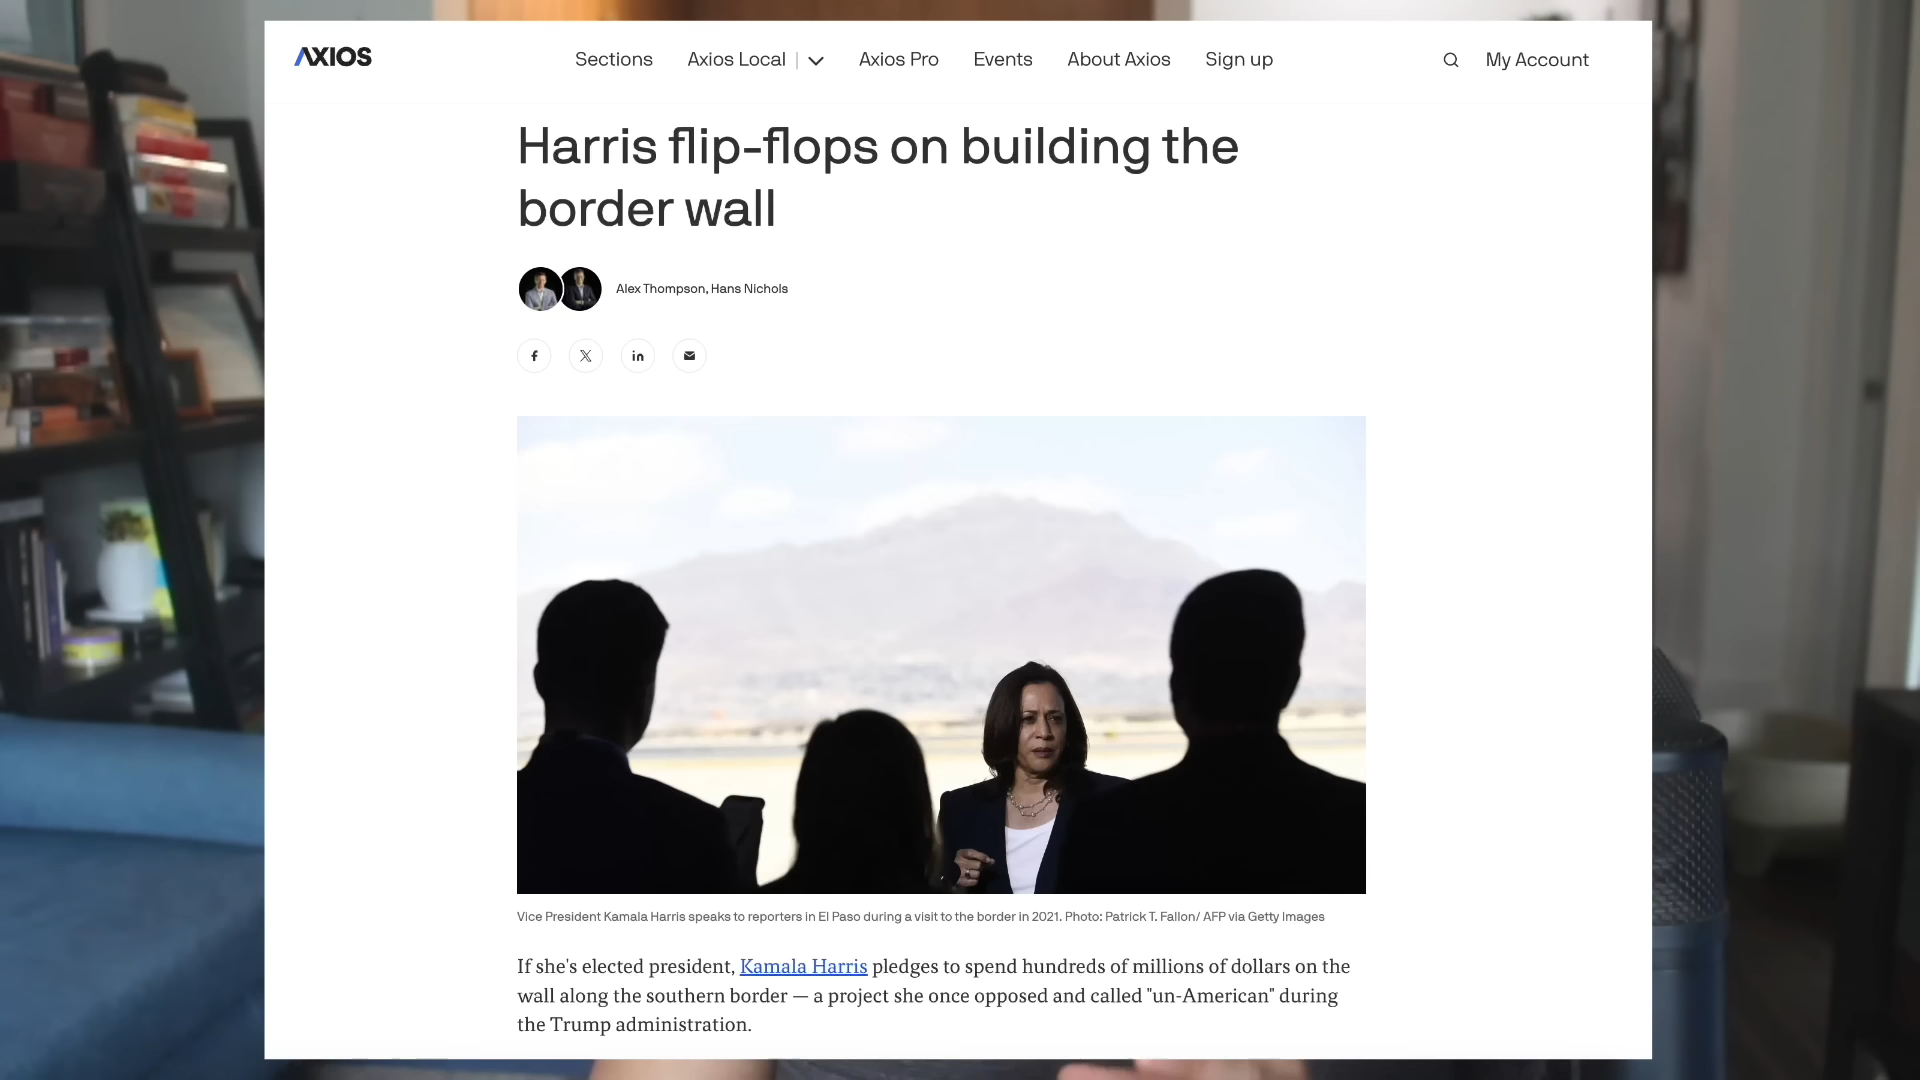 AXIOS
Sections Axios Local Axios Pro Events About Axios Sign up My Account
Harris flip-flops on building the
border wall
Alex Thompson, Hans Nichols
Vice President Kamala Harris speaks to reporters in El Paso during a visit to the border in 2021. Photo: Patrick T. Fallon/ AFP via Getty Images
If she's elected president, Kamala Harris pledges to spend hundreds of millions of dollars on the
wall along the southern border — a project she once opposed and called "un-American" during
the Trump administration.